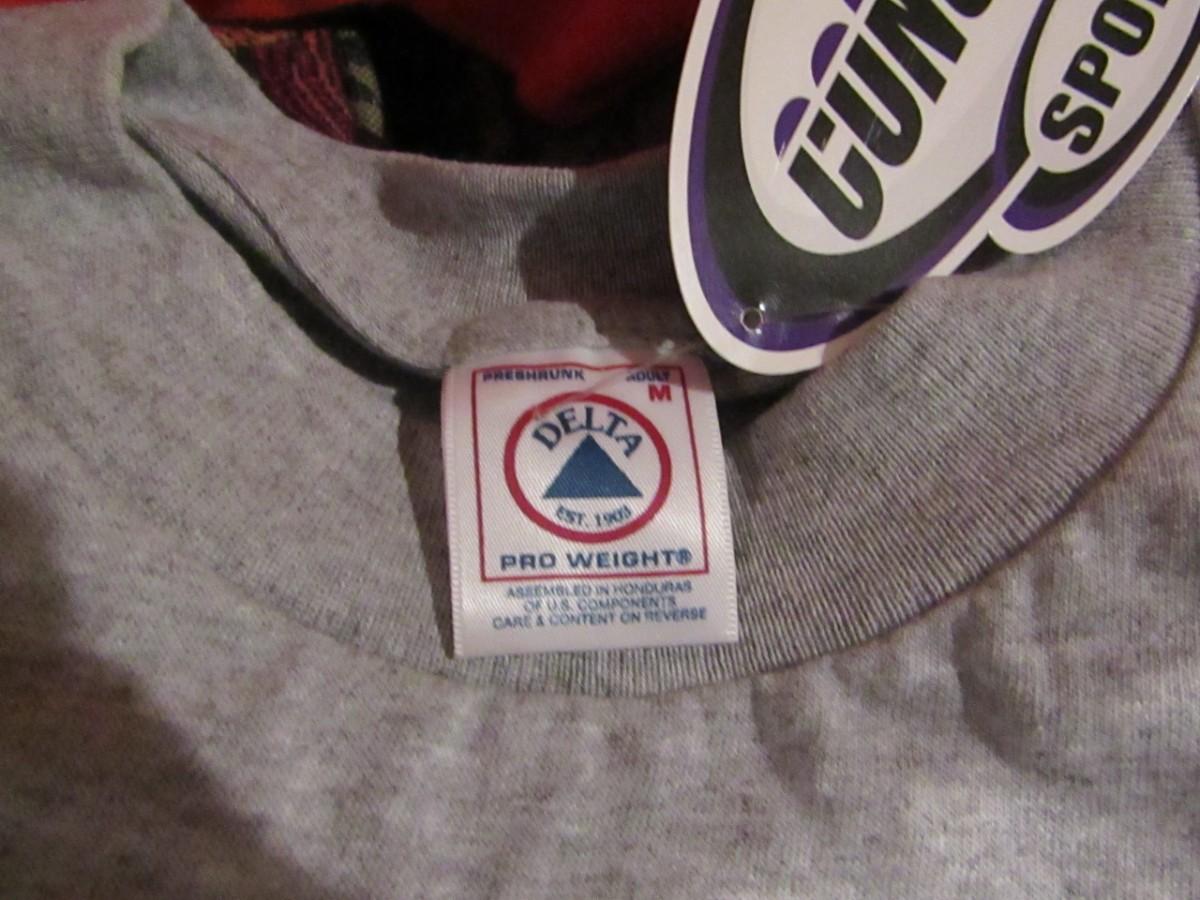 SPO
PRESHRUNK ADULT
M
DELTA
EST. 1903
PRO WEIGHT®
ASSEMBLED IN HONDURAS
OF U.S. COMPONENTS
CARE & CONTENT ON REVERSE